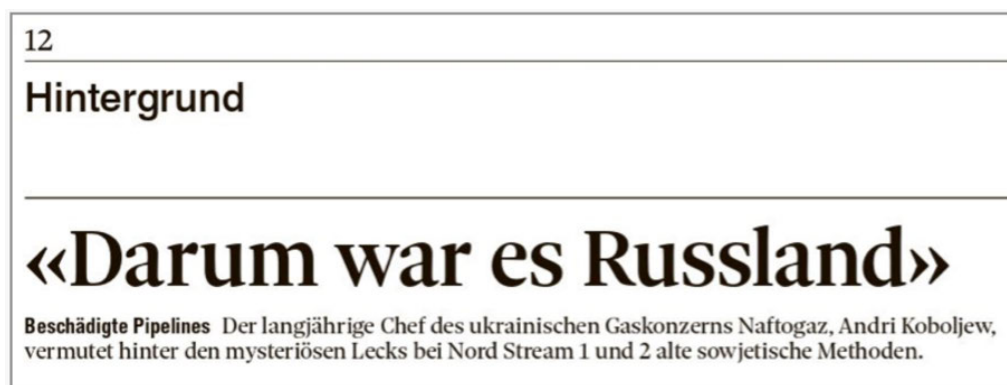 12
Hintergrund
«Darum war es Russland»
Beschädigte Pipelines Der langjährige Chef des ukrainischen Gaskonzerns Naftogaz, Andri Koboljew,
vermutet hinter den mysteriösen Lecks bei Nord Stream 1 und 2 alte sowjetische Methoden.